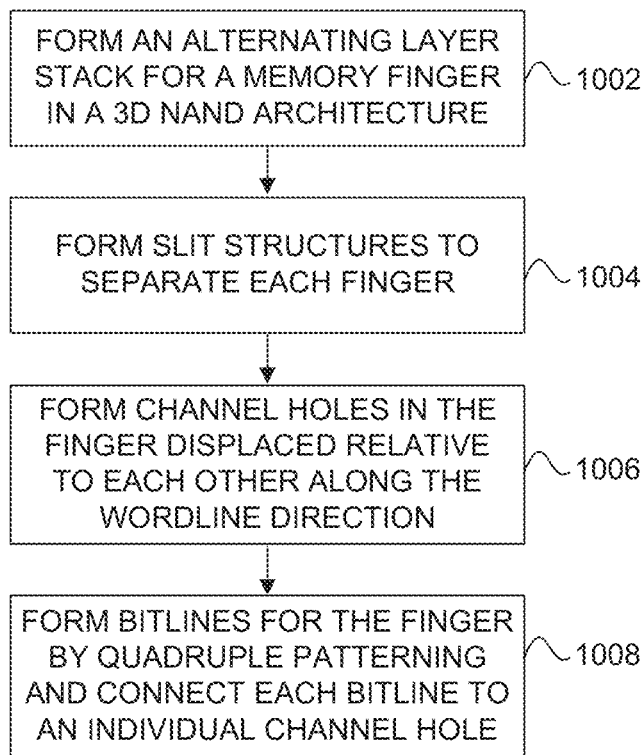 FORM AN ALTERNATING LAYER
STACK FOR A MEMORY FINGER
IN A 3D NAND ARCHITECTURE
1002
FORM SLIT STRUCTURES TO
SEPARATE EACH FINGER
1004
FORM CHANNEL HOLES IN THE
FINGER DISPLACED RELATIVE
TO EACH OTHER ALONG THE
WORDLINE DIRECTION
1006
FORM BITLINES FOR THE FINGER
BY QUADRUPLE PATTERNING
AND CONNECT EACH BITLINE TO
AN INDIVIDUAL CHANNEL HOLE
1008